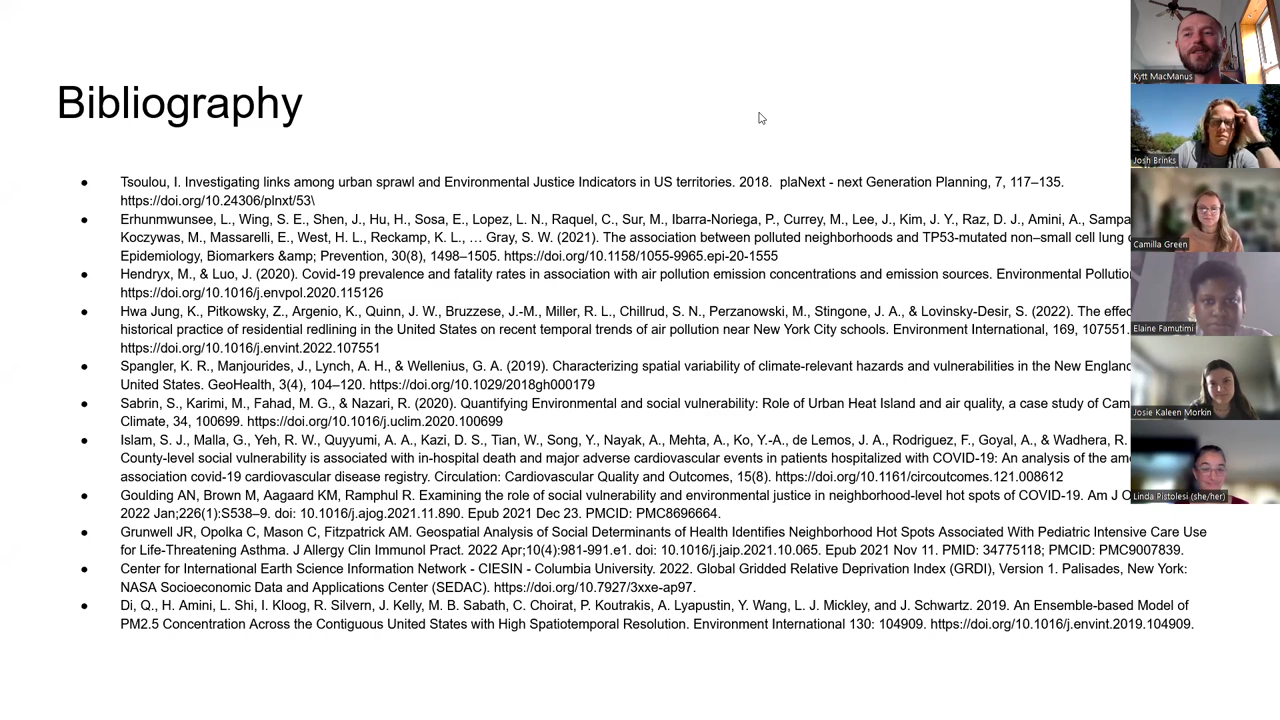 Bibliography
● Tsoulou, I. Investigating links among urban sprawl and Environmental Justice Indicators in US territories. 2018.  plaNext - next Generation Planning, 7, 117–135.
https://doi.org/10.24306/plnxt/53\
● Erhunmwunsee, L., Wing, S. E., Shen, J., Hu, H., Sosa, E., Lopez, L. N., Raquel, C., Sur, M., Ibarra-Noriega, P., Currey, M., Lee, J., Kim, J. Y., Raz, D. J., Amini, A., Sampa
Koczywas, M., Massarelli, E., West, H. L., Reckamp, K. L., … Gray, S. W. (2021). The association between polluted neighborhoods and TP53-mutated non–small cell lung
Epidemiology, Biomarkers &amp; Prevention, 30(8), 1498–1505. https://doi.org/10.1158/1055-9965.epi-20-1555
● Hendryx, M., & Luo, J. (2020). Covid-19 prevalence and fatality rates in association with air pollution emission concentrations and emission sources. Environmental Pollution
https://doi.org/10.1016/j.envpol.2020.115126
● Hwa Jung, K., Pitkowsky, Z., Argenio, K., Quinn, J. W., Bruzzese, J.-M., Miller, R. L., Chillrud, S. N., Perzanowski, M., Stingone, J. A., & Lovinsky-Desir, S. (2022). The effec
historical practice of residential redlining in the United States on recent temporal trends of air pollution near New York City schools. Environment International, 169, 107551.
https://doi.org/10.1016/j.envint.2022.107551
● Spangler, K. R., Manjourides, J., Lynch, A. H., & Wellenius, G. A. (2019). Characterizing spatial variability of climate-relevant hazards and vulnerabilities in the New England
United States. GeoHealth, 3(4), 104–120. https://doi.org/10.1029/2018gh000179
● Sabrin, S., Karimi, M., Fahad, M. G., & Nazari, R. (2020). Quantifying Environmental and social vulnerability: Role of Urban Heat Island and air quality, a case study of Cam
Climate, 34, 100699. https://doi.org/10.1016/j.uclim.2020.100699
● Islam, S. J., Malla, G., Yeh, R. W., Quyyumi, A. A., Kazi, D. S., Tian, W., Song, Y., Nayak, A., Mehta, A., Ko, Y.-A., de Lemos, J. A., Rodriguez, F., Goyal, A., & Wadhera, R.
County-level social vulnerability is associated with in-hospital death and major adverse cardiovascular events in patients hospitalized with COVID-19: An analysis of the ame
association covid-19 cardiovascular disease registry. Circulation: Cardiovascular Quality and Outcomes, 15(8). https://doi.org/10.1161/circoutcomes.121.008612
● Goulding AN, Brown M, Aagaard KM, Ramphul R. Examining the role of social vulnerability and environmental justice in neighborhood-level hot spots of COVID-19. Am J O
2022 Jan;226(1):S538–9. doi: 10.1016/j.ajog.2021.11.890. Epub 2021 Dec 23. PMCID: PMC8696664.
● Grunwell JR, Opolka C, Mason C, Fitzpatrick AM. Geospatial Analysis of Social Determinants of Health Identifies Neighborhood Hot Spots Associated With Pediatric Intensive Care Use
for Life-Threatening Asthma. J Allergy Clin Immunol Pract. 2022 Apr;10(4):981-991.e1. doi: 10.1016/j.jaip.2021.10.065. Epub 2021 Nov 11. PMID: 34775118; PMCID: PMC9007839.
● Center for International Earth Science Information Network - CIESIN - Columbia University. 2022. Global Gridded Relative Deprivation Index (GRDI), Version 1. Palisades, New York:
NASA Socioeconomic Data and Applications Center (SEDAC). https://doi.org/10.7927/3xxe-ap97.
● Di, Q., H. Amini, L. Shi, I. Kloog, R. Silvern, J. Kelly, M. B. Sabath, C. Choirat, P. Koutrakis, A. Lyapustin, Y. Wang, L. J. Mickley, and J. Schwartz. 2019. An Ensemble-based Model of
PM2.5 Concentration Across the Contiguous United States with High Spatiotemporal Resolution. Environment International 130: 104909. https://doi.org/10.1016/j.envint.2019.104909.
Kytt MacManus
Josh Brinks
Camilla Green
Elaine Famutimi
Josie Kaleen Morkin
Linda Pistolesi (she/her)